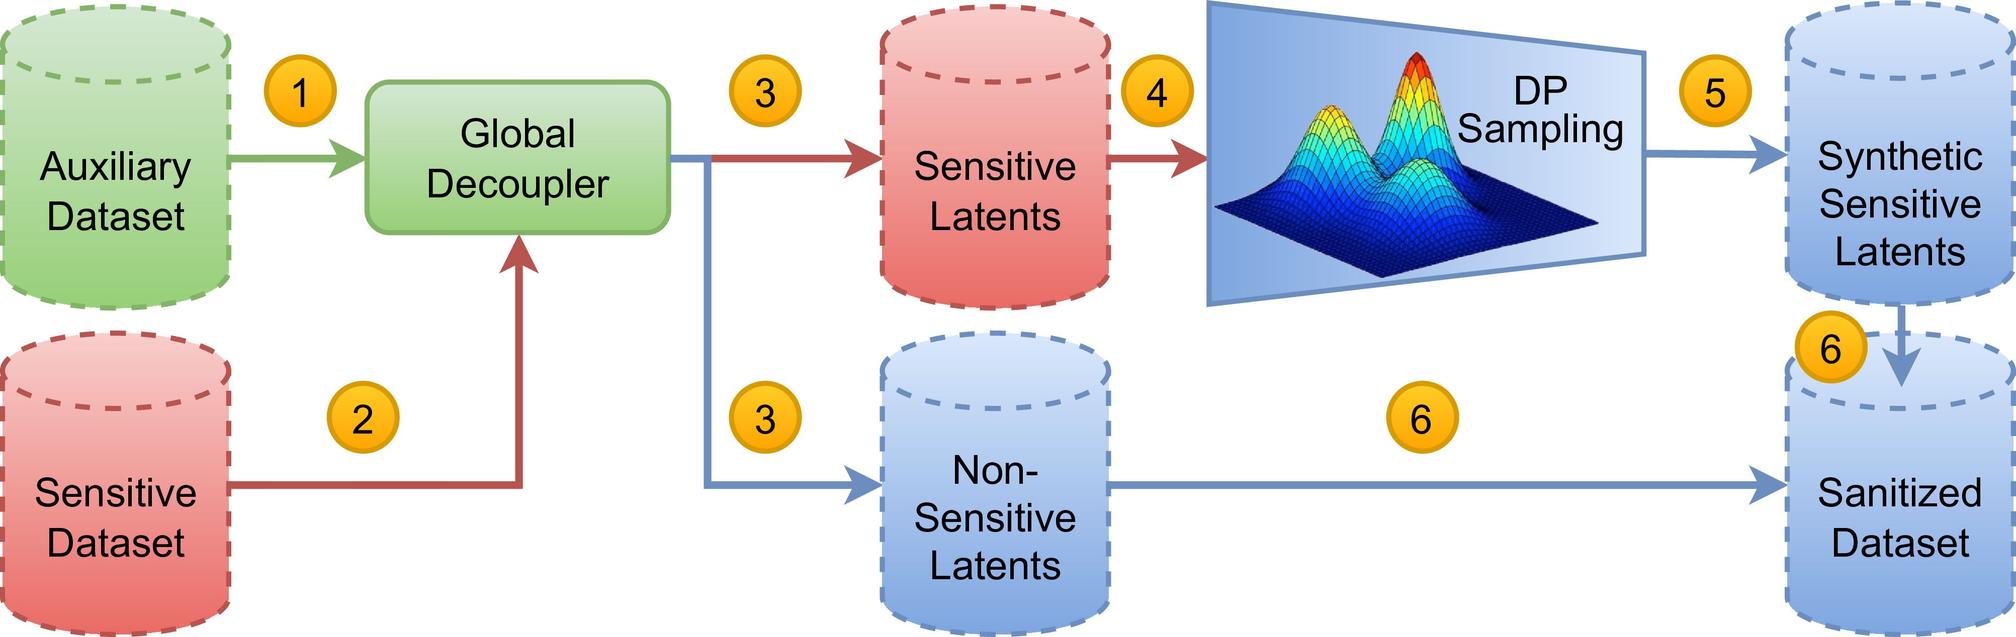 Auxiliary
Dataset
1
Global
Decoupler
3
Sensitive
Latents
4
DP
Sampling
5
Synthetic
Sensitive
Latents
Sensitive
Dataset
2
3
Non-
Sensitive
Latents
6
6
Sanitized
Dataset